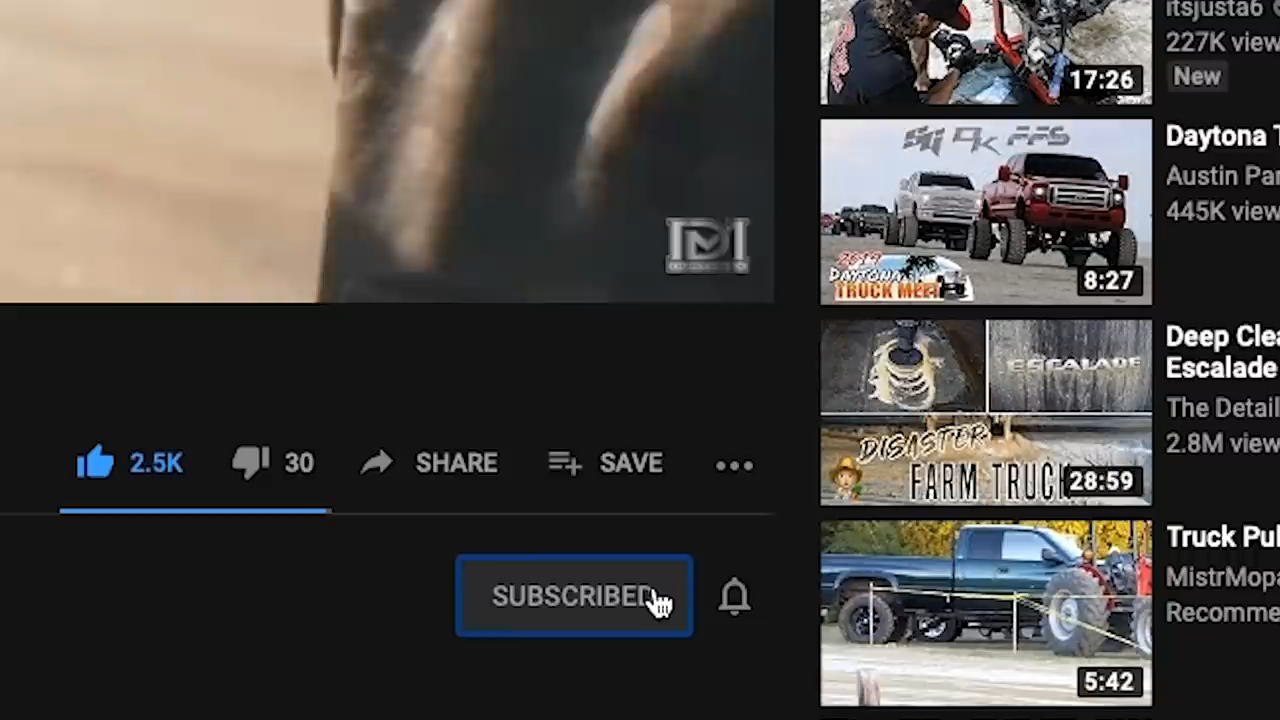 itsjusta6
227K view
17:26
New
Daytona T
Austin Par
445K view
2019
DAYTONA
TRUCK MEET
8:27
Deep Clea
Escalade
The Detail
2.8M view
ESCALADE
DISASTER
FARM TRUCK
28:59
2.5K
30
SHARE
SAVE
SUBSCRIBED
Truck Pul
MistrMopa
Recomme
5:42